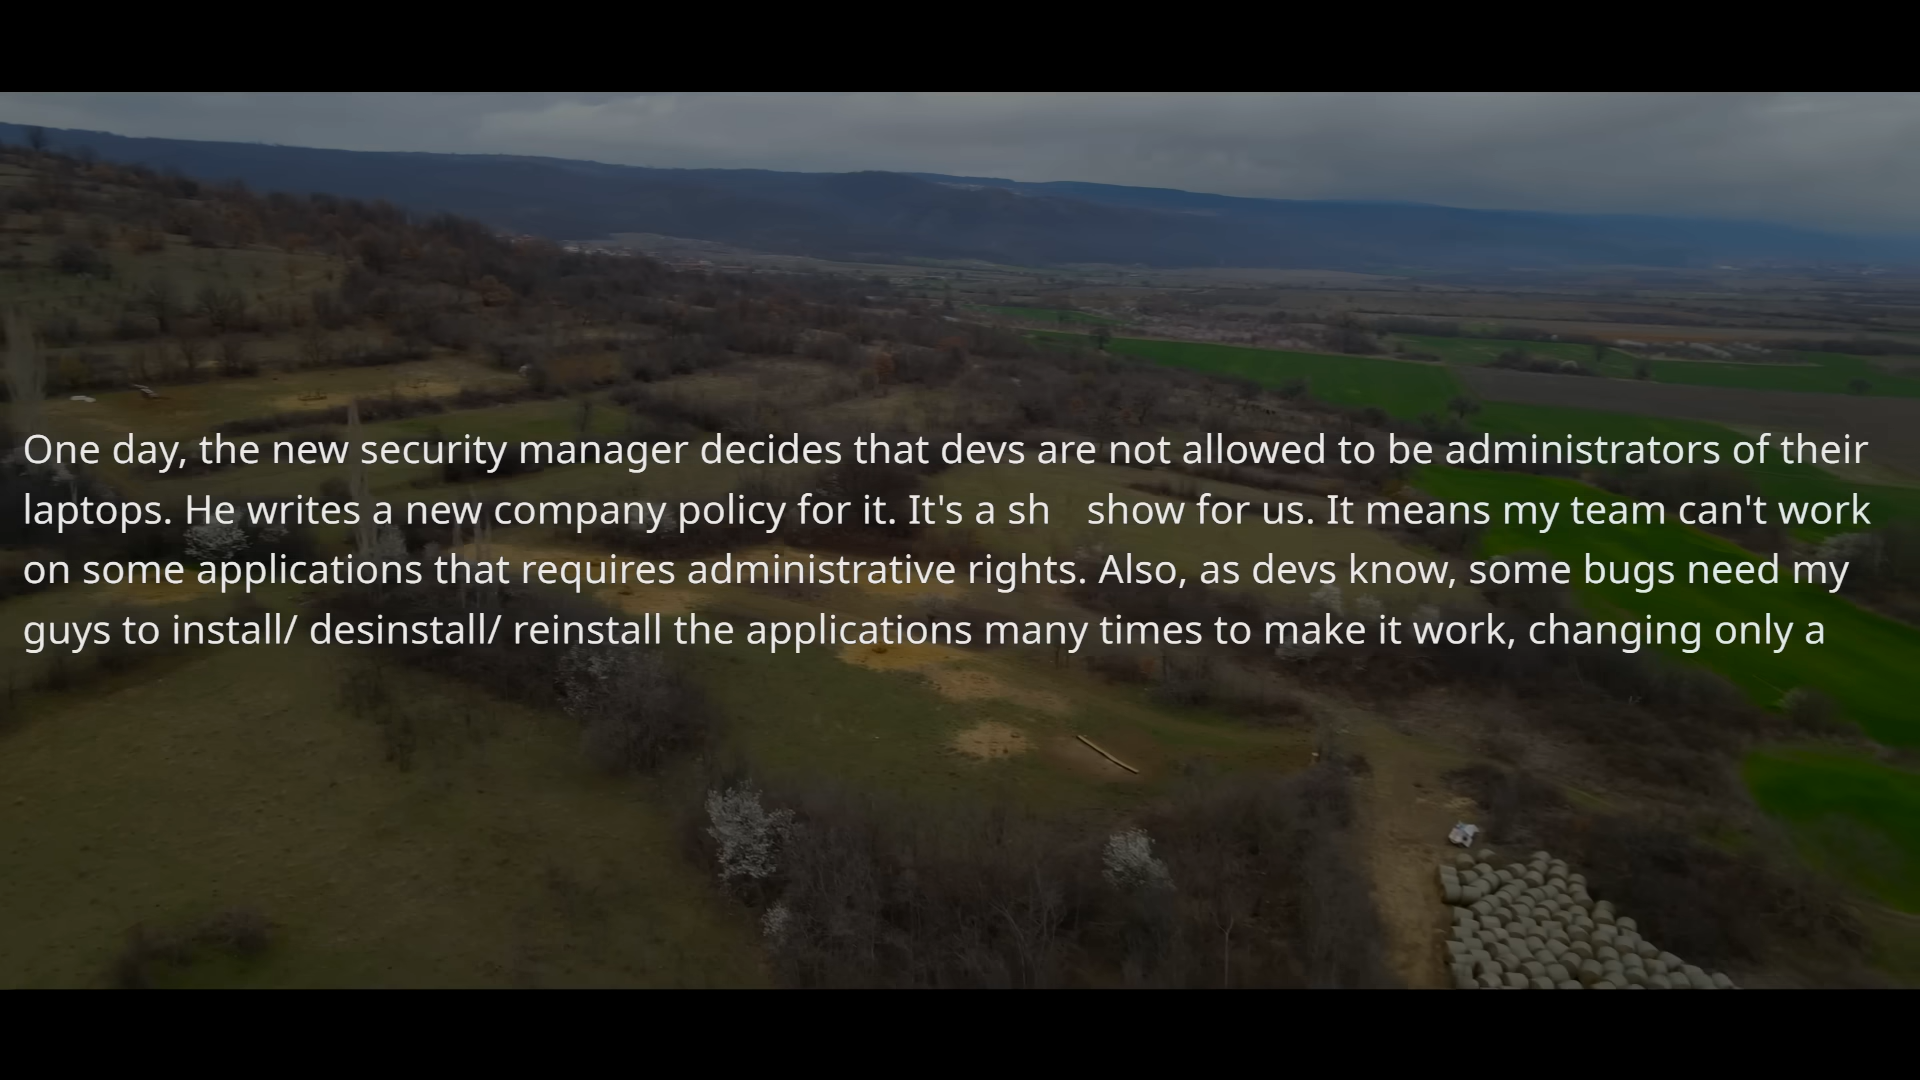 One day, the new security manager decides that devs are not allowed to be administrators of their
laptops. He writes a new company policy for it. It's a sh show for us. It means my team can't work
on some applications that requires administrative rights. Also, as devs know, some bugs need my
guys to install/ desinstall/ reinstall the applications many times to make it work, changing only a